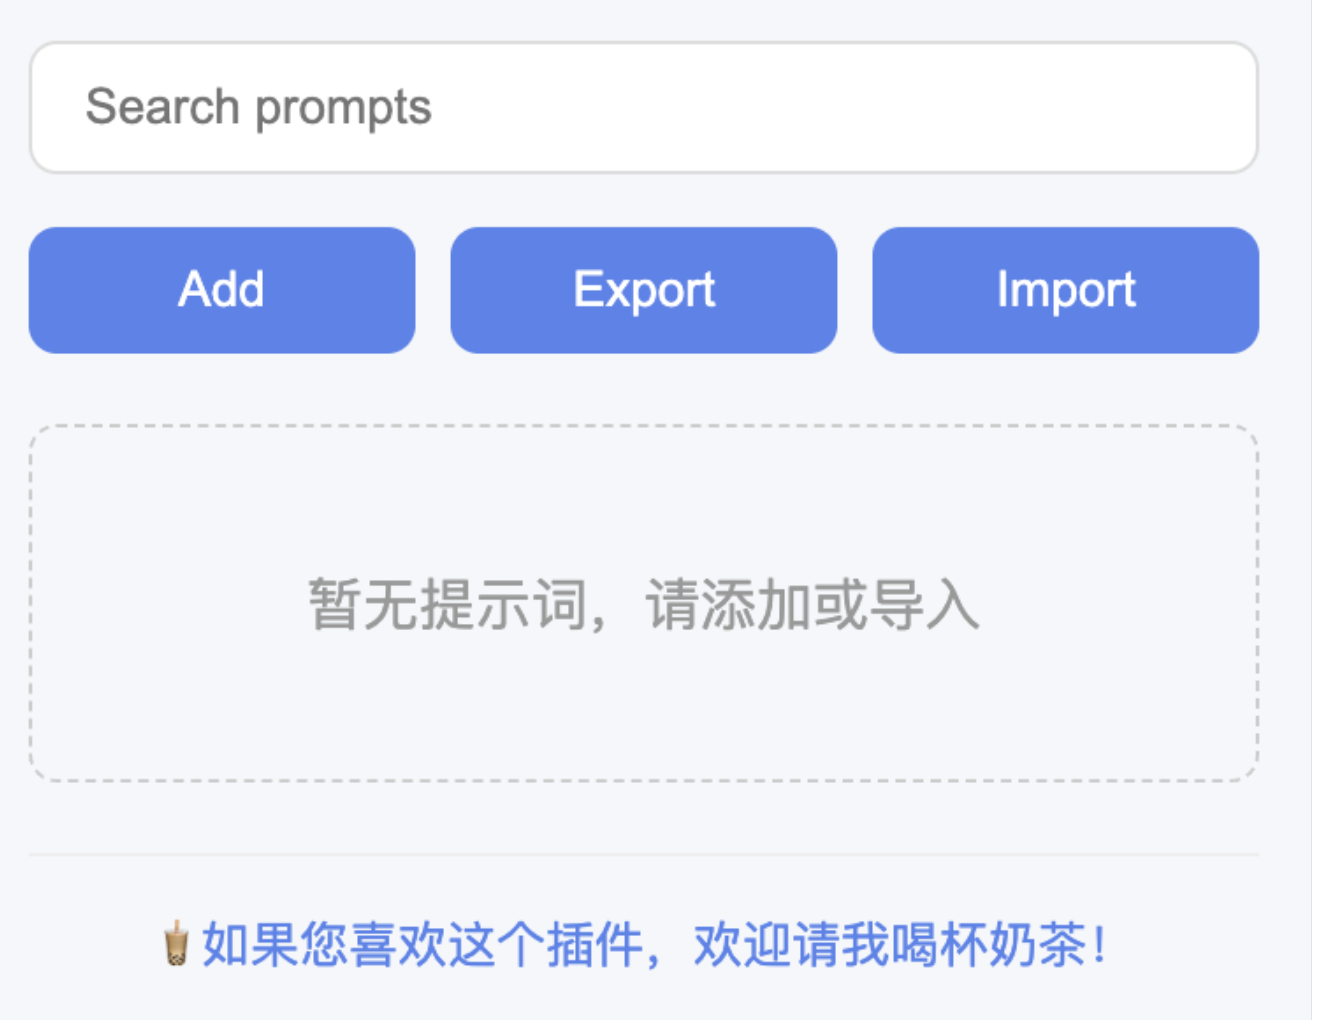 Search prompts
Add
Export
Import
暂无提示词，请添加或导入
🧋如果您喜欢这个插件，欢迎请我喝杯奶茶！